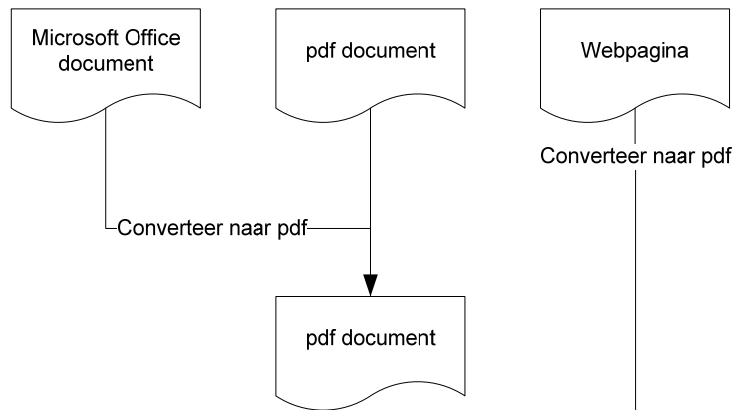 Microsoft Office
document
pdf document
Webpagina
Converteer naar pdf
Converteer naar pdf
pdf document